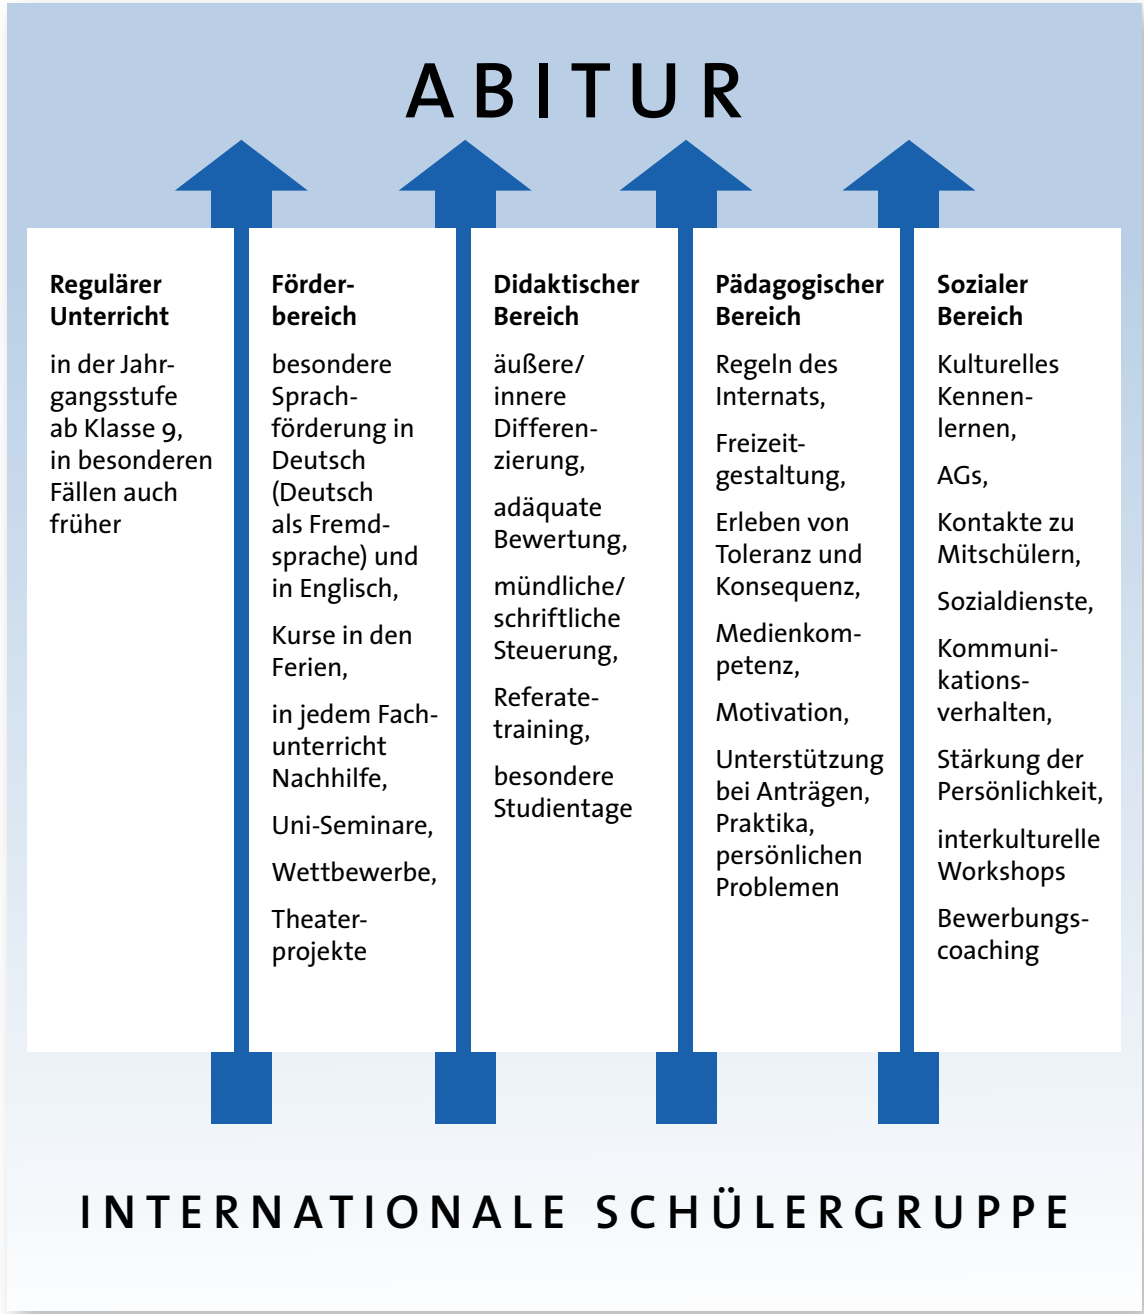 ABITUR
Regulärer
Unterricht
in der Jahr-
gangsstufe
ab Klasse 9,
in besonderen
Fällen auch
früher
Förder-
bereich
besondere
Sprach-
förderung in
Deutsch
(Deutsch
als Fremd-
sprache) und
in Englisch,
Kurse in den
Ferien,
in jedem Fach-
unterricht
Nachhilfe,
Uni-Seminare,
Wettbewerbe,
Theater-
projekte
Didaktischer
Bereich
äußere/
innere
Differen-
zierung,
adäquate
Bewertung,
mündliche/
schriftliche
Steuerung,
Referate-
training,
besondere
Studientage
Pädagogischer
Bereich
Regeln des
Internats,
Freizeit-
gestaltung,
Erleben von
Toleranz und
Konsequenz,
Medienkom-
petenz,
Motivation,
Unterstützung
bei Anträgen,
Praktika,
persönlichen
Problemen
Sozialer
Bereich
Kulturelles
Kennen-
lernen,
AGs,
Kontakte zu
Mitschülern,
Sozialdienste,
Kommuni-
kations-
verhalten,
Stärkung der
Persönlichkeit,
interkulturelle
Workshops
Bewerbungs-
coaching
INTERNATIONALE SCHÜLERGRUPPE